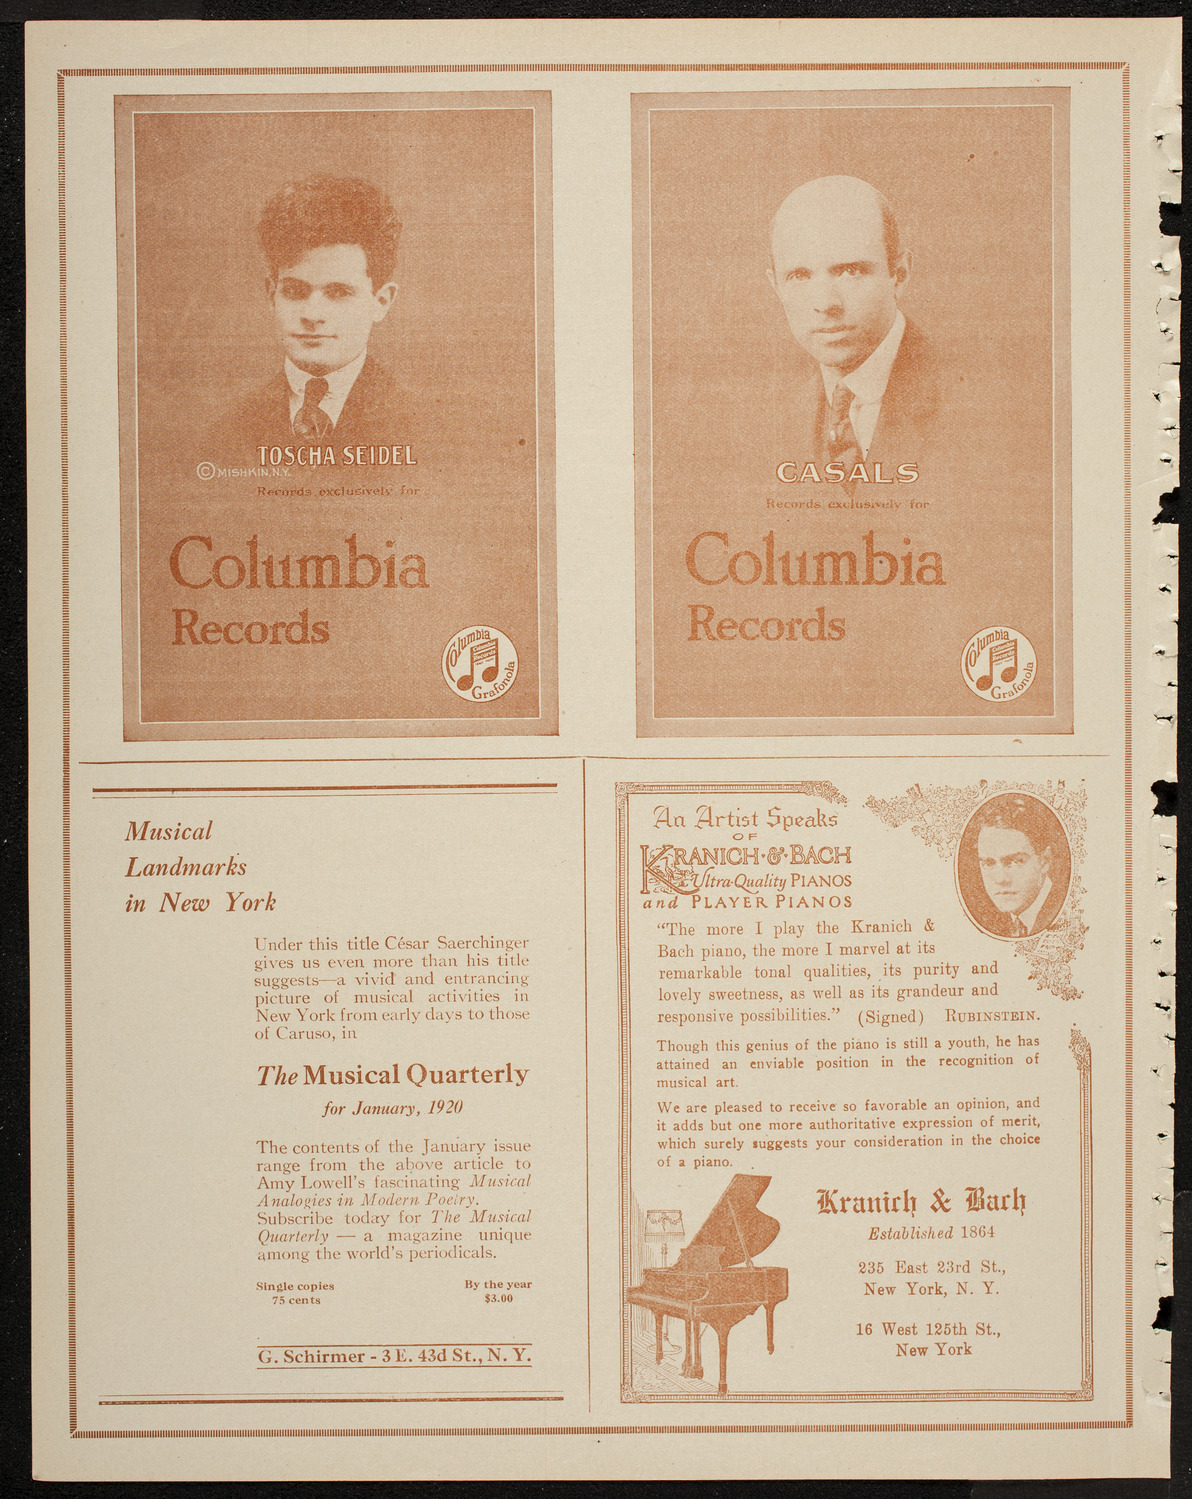 TOSCHA SEIDEL
© MISHKIN. N.Y.
Records exclusively for
Columbia
Records
Columbia
Grafonola
CASALS
Records exclusively for
Columbia
Records
Columbia
Grafonola
Musical
Landmarks
in New York
Under this title César Saerchinger
gives us even more than his title
suggests—a vivid and entrancing
picture of musical activities in
New York from early days to those
of Caruso, in
The Musical Quarterly
for January, 1920
The contents of the January issue
range from the above article to
Amy Lowell's fascinating Musical
Analogies in Modern Poetry.
Subscribe today for The Musical
Quarterly — a magazine unique
among the world's periodicals.
Single copies By the year
75 cents $3.00
G. Schirmer - 3 E. 43d St., N. Y.
An Artist Speaks
OF
KRANICH·&·BACH
Ultra-Quality PIANOS
and PLAYER PIANOS
"The more I play the Kranich &
Bach piano, the more I marvel at its
remarkable tonal qualities, its purity and
lovely sweetness, as well as its grandeur and
responsive possibilities." (Signed) RUBINSTEIN.
Though this genius of the piano is still a youth, he has
attained an enviable position in the recognition of
musical art.
We are pleased to receive so favorable an opinion, and
it adds but one more authoritative expression of merit,
which surely suggests your consideration in the choice
of a piano.
Kranich & Bach
Established 1864
235 East 23rd St.,
New York, N. Y.
16 West 125th St.,
New York